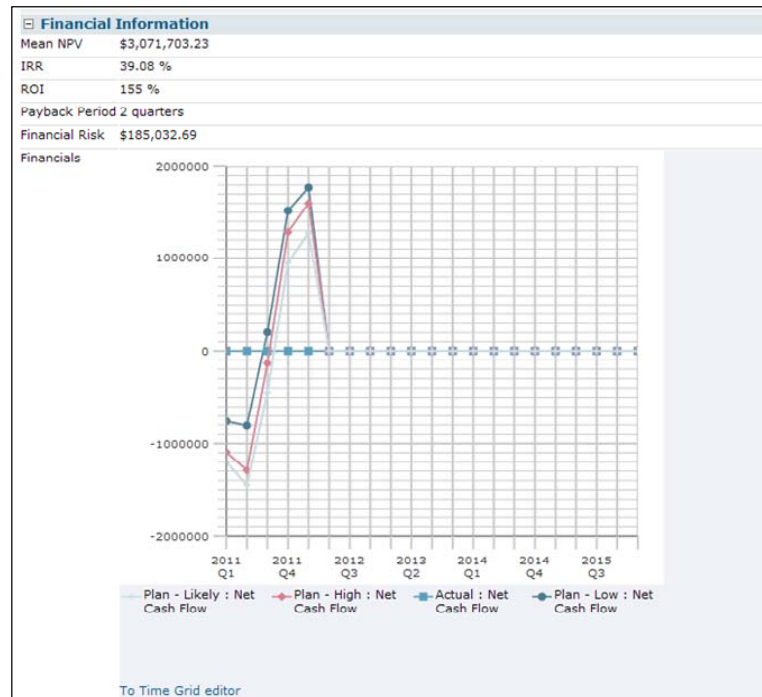 Financial Information
Mean NPV $3,071,703.23
IRR 39.08 %
ROI 155 %
Payback Period 2 quarters
Financial Risk $185,032.69
Financials
2000000
1000000
0
-1000000
-2000000
2011 Q1
2011 Q4
2012 Q3
2013 Q2
2014 Q1
2014 Q4
2015 Q3
Plan - Likely : Net Cash Flow
Plan - High : Net Cash Flow
Actual : Net Cash Flow
Plan - Low : Net Cash Flow
To Time Grid editor